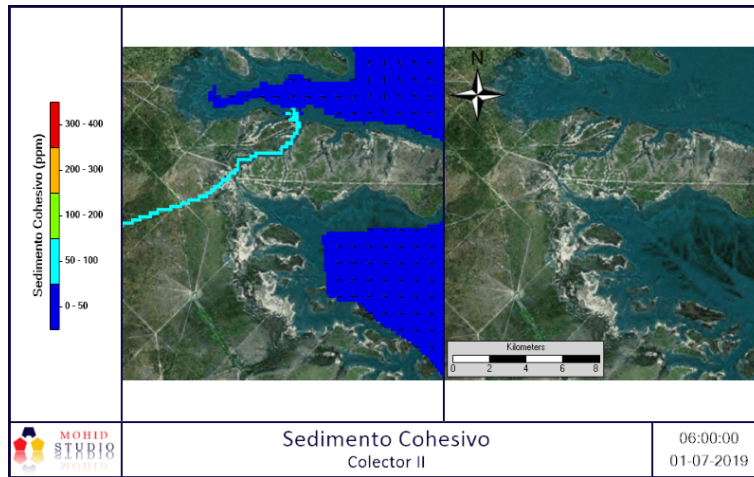 Sedimento Cohesivo (ppm)
300 - 400
200 - 300
100 - 200
50 - 100
0 - 50
N
Kilometers
0 2 4 6 8
MOHID
STUDIO
Sedimento Cohesivo
Colector II
06:00:00
01-07-2019